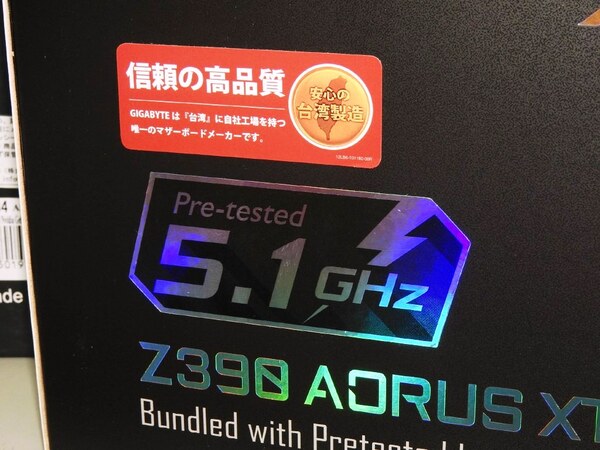 信頼の高品質
GIGABYTEは『台湾』に自社工場を持つ
唯一のマザーボードメーカーです。
安心の
台湾製造
Pre-tested
5.1 GHz
Z390 AORUS XT
Bundled with Pretested